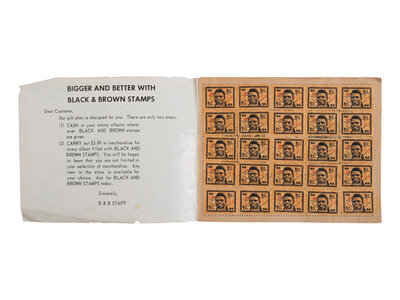 BIGGER AND BETTER WITH
BLACK & BROWN STAMPS
Dear Customer,
Our gift plan is designed for you. There are only two steps.
(1) CASH in your stamp albums where-
ever BLACK AND BROWN stamps
are given.
(2) CARRY out $3.00 in merchandise for
every album filled with BLACK AND
BROWN STAMPS. You will be happy
to learn that you are not limited in
your selection of merchandise. Any
item in the store is available for
your choice. Ask for BLACK AND
BROWN STAMPS today.
Sincerely,
B & B STAFF